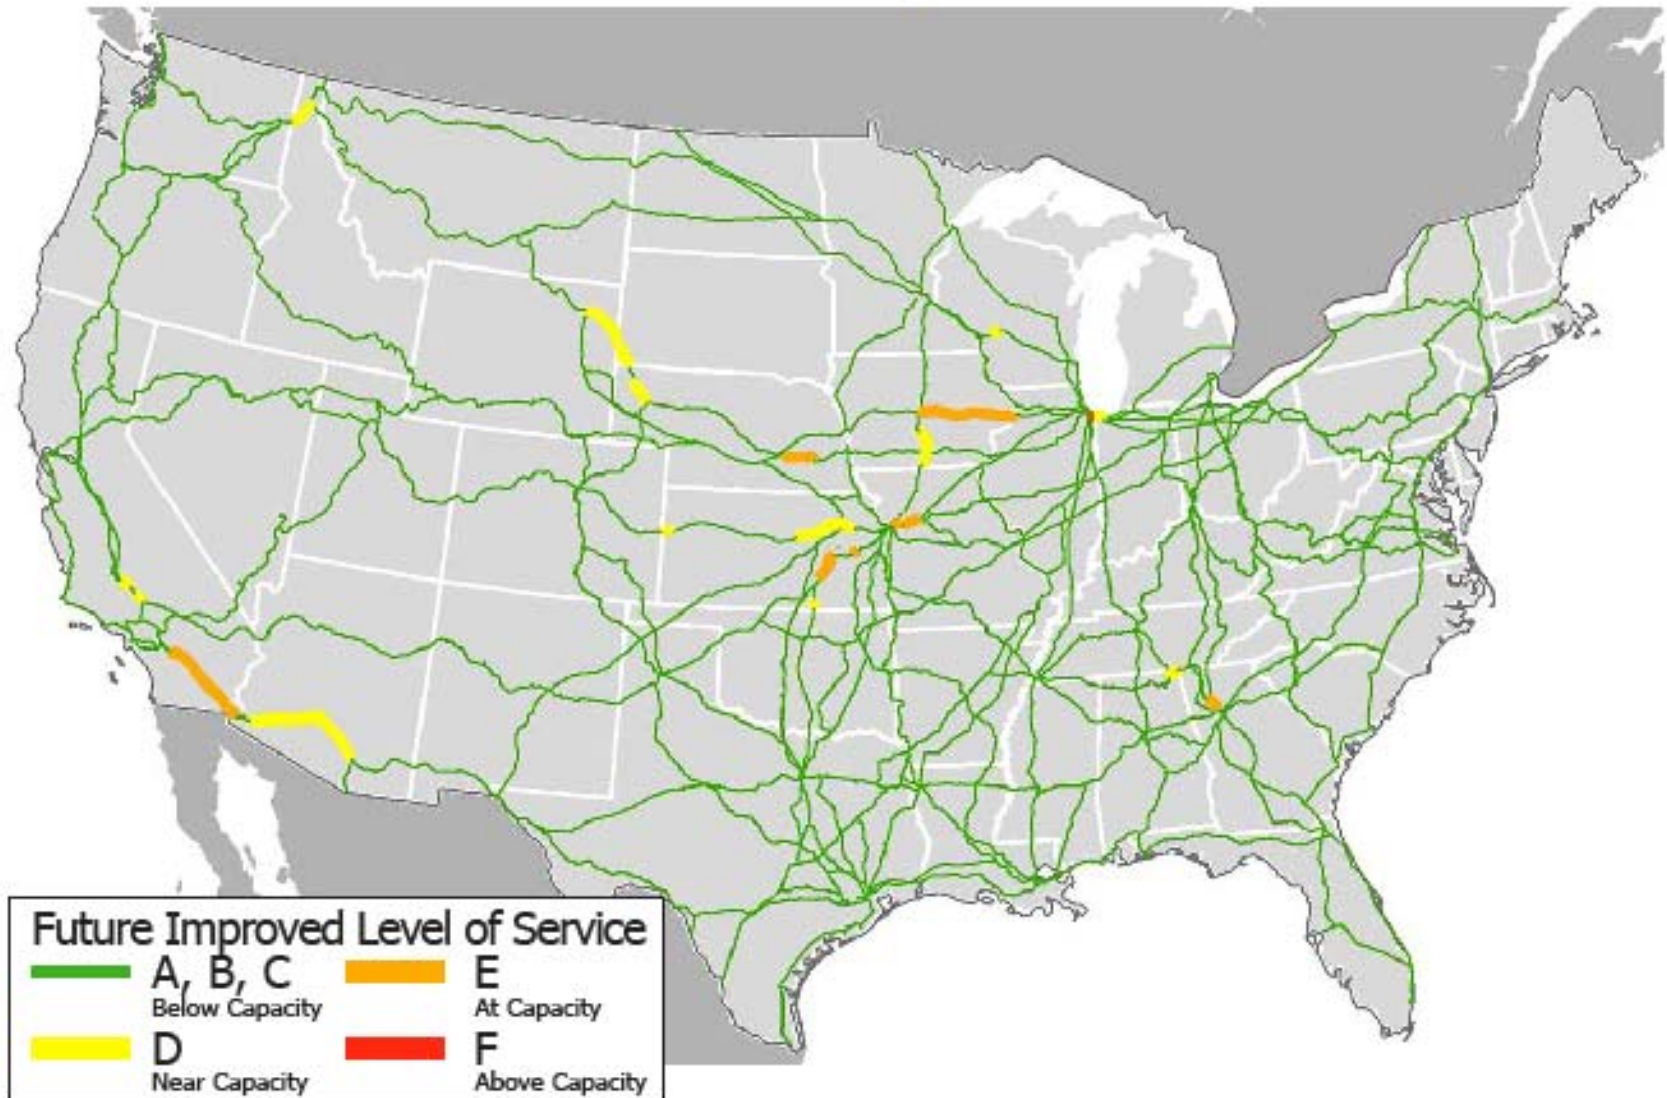 Future Improved Level of Service
A, B, C
Below Capacity
E
At Capacity
D
Near Capacity
F
Above Capacity